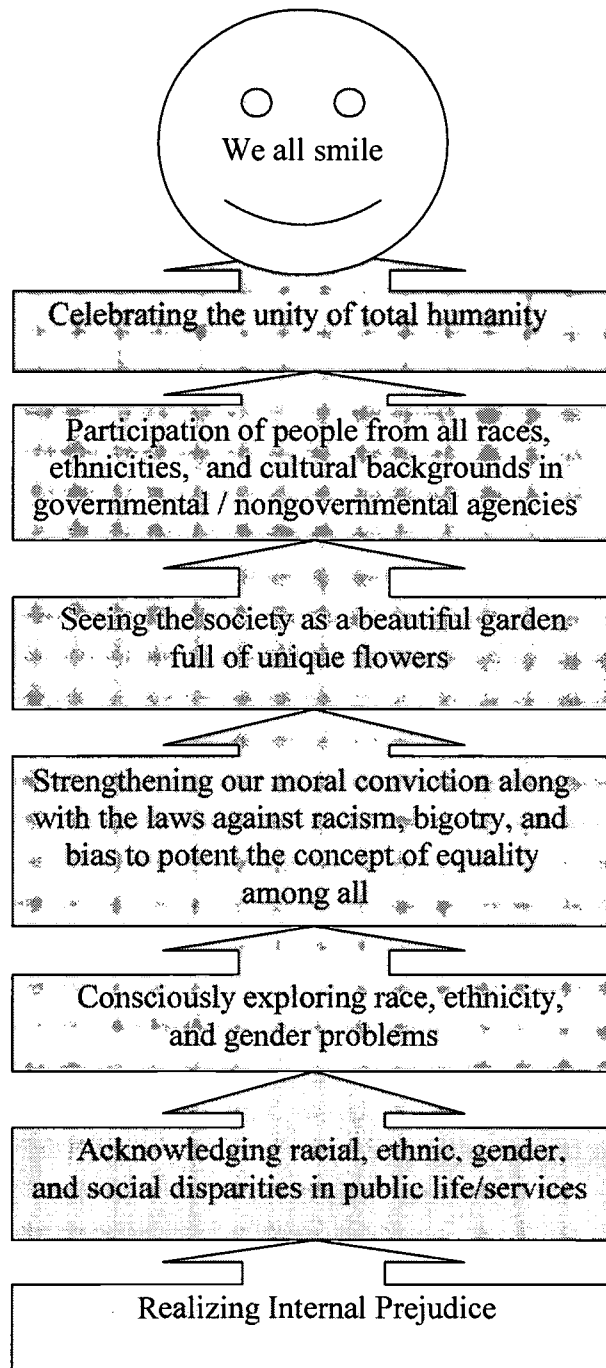 We all smile
Celebrating the unity of total humanity
Participation of people from all races,
ethnicities, and cultural backgrounds in
governmental / nongovernmental agencies
Seeing the society as a beautiful garden
full of unique flowers
Strengthening our moral conviction along
with the laws against racism, bigotry, and
bias to potent the concept of equality
among all
Consciously exploring race, ethnicity,
and gender problems
Acknowledging racial, ethnic, gender,
and social disparities in public life/services
Realizing Internal Prejudice